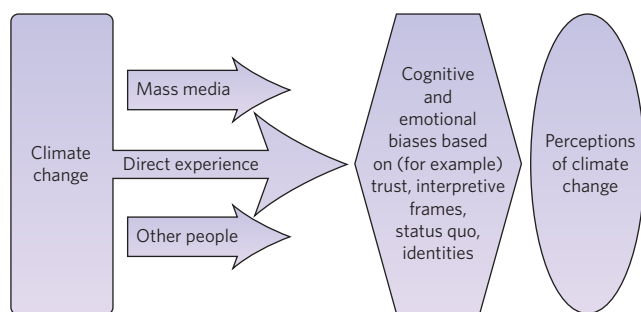 Climate
change
Mass media
Direct experience
Other people
Cognitive
and
emotional
biases based
on (for example)
trust, interpretive
frames,
status quo,
identities
Perceptions
of climate
change